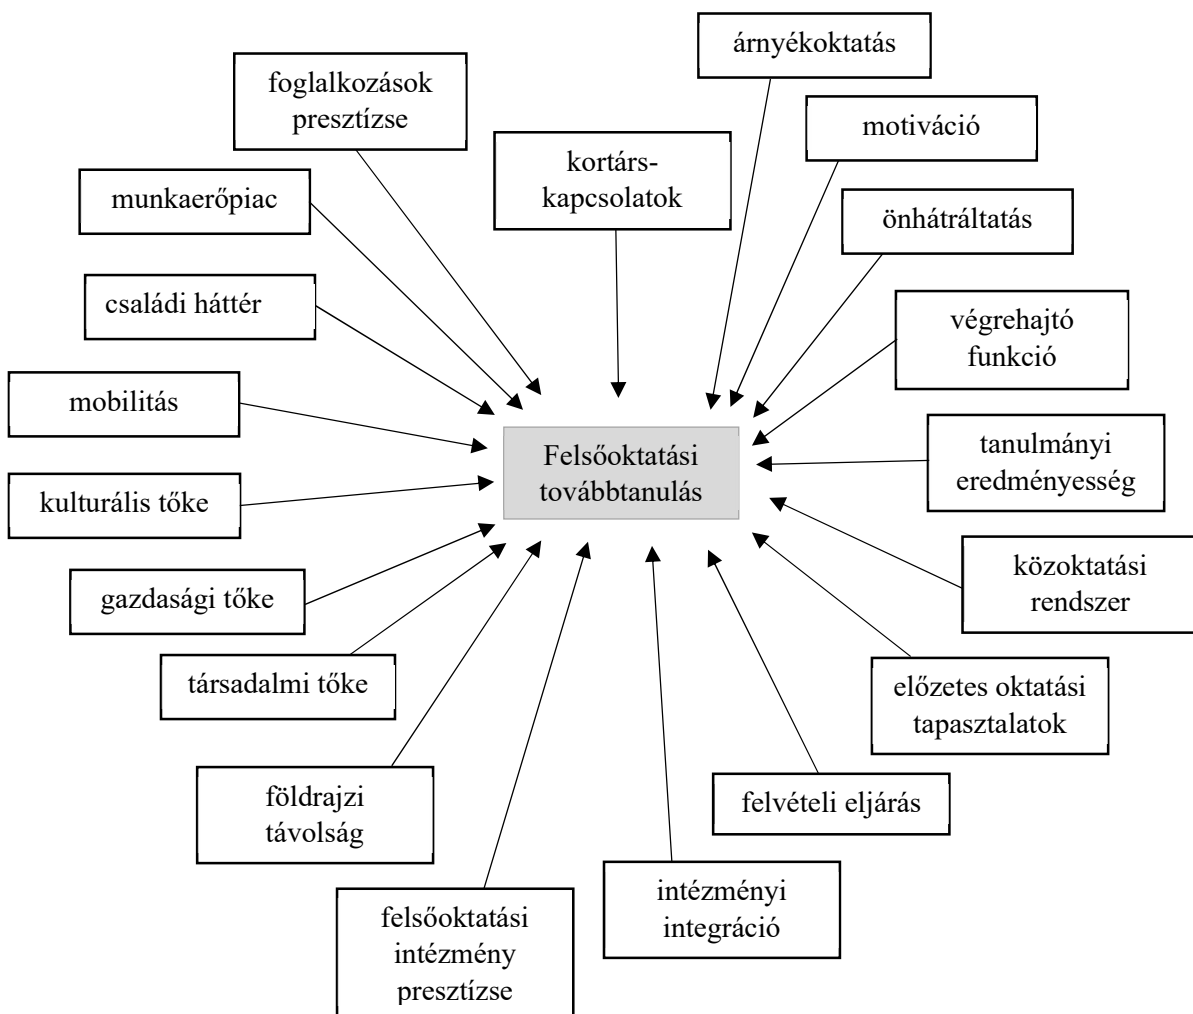 árnyékoktatás
foglalkozások
presztízse
motiváció
kortárs-
kapcsolatok
munkaerőpiac
önhátráltatás
családi háttér
végrehajtó
funkció
mobilitás
Felsőoktatási
továbbtanulás
tanulmányi
eredményesség
kulturális tőke
közoktatási
rendszer
gazdasági tőke
társadalmi tőke
előzetes oktatási
tapasztalatok
földrajzi
távolság
felvételi eljárás
intézményi
integráció
felsőoktatási
intézmény
presztízse